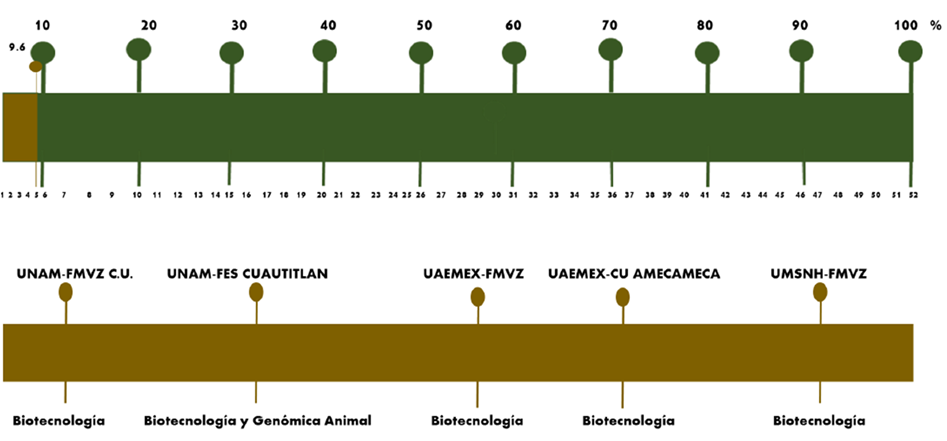 10 20 30 40 50 60 70 80 90 100 %
9.6
1 2 3 4 5 6 7 8 9 10 11 12 13 14 15 16 17 18 19 20 21 22 23 24 25 26 27 28 29 30 31 32 33 34 35 36 37 38 39 40 41 42 43 44 45 46 47 48 49 50 51 52
UNAM-FMVZ C.U. UNAM-FES CUAUTITLAN UAEMEX-FMVZ UAEMEX-CU AMECAMECA UMSNH-FMVZ
Biotecnología Biotecnología y Genómica Animal Biotecnología Biotecnología Biotecnología